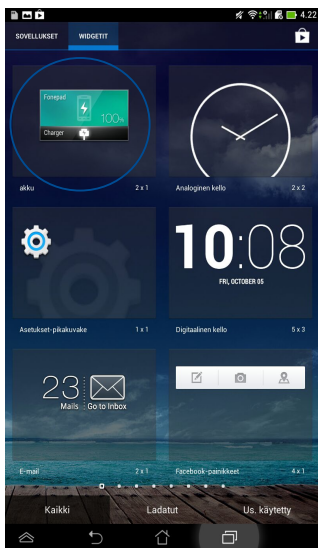 4.22
SOVELLUKSET WIDGETIT
Fonepad
100%
Charger
akku 2 x 1
Analoginen kello 2 x 2
10:08
FRI, OCTOBER 05
Asetukset-pikakuvake 1 x 1
Digitaalinen kello 5 x 3
23
Mails Go to Inbox
E-mail 2 x 1
Facebook-painikkeet 4 x 1
Kaikki Ladatut Us. käytetty